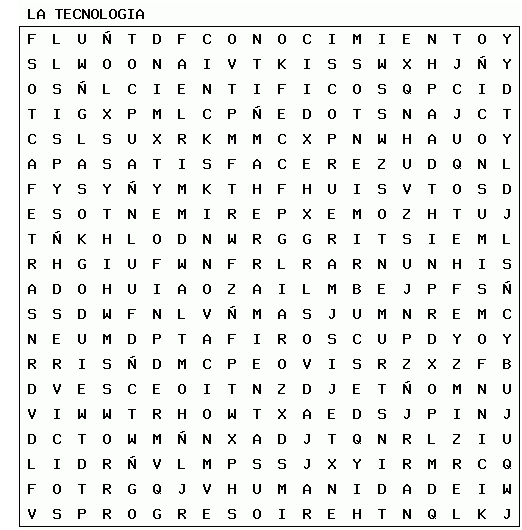 LA TECNOLOGIA
F L U Ñ T D F C O N O C I M I E N T O Y
S L W O O N A I V T K I S S W X H J Ñ Y
O S Ñ L C I E N T I F I C O S Q P C I D
T I G X P M L C P Ñ E D O T S N A J C T
C S L S U X R K M M C X P N W H A U O Y
A P A S A T I S F A C E R E Z U D Q N L
F Y S Y Ñ Y M K T H F H U I S V T O S D
E S O T N E M I R E P X E M O Z H T U J
T Ñ K H L O D N W R G G R I T S I E M L
R H G I U F W N F R L R A R N U N H I S
A D O H U I A O Z A I L M B E J P F S Ñ
S S D W F N L V Ñ M A S J U M N R E M C
N E U M D P T A F I R O S C U P D Y O Y
R R I S Ñ D M C P E O V I S R Z X Z F B
D V E S C E O I T N Z D J E T Ñ O M N U
V I W W T R H O W T X A E D S J P I N J
D C T O W M Ñ N X A D J T Q N R L Z I U
L I D R Ñ V L M P S S J X Y I R M R C Q
F O T R G Q J V H U M A N I D A D E I W
V S P R O G R E S O I R E H T N Q L K J